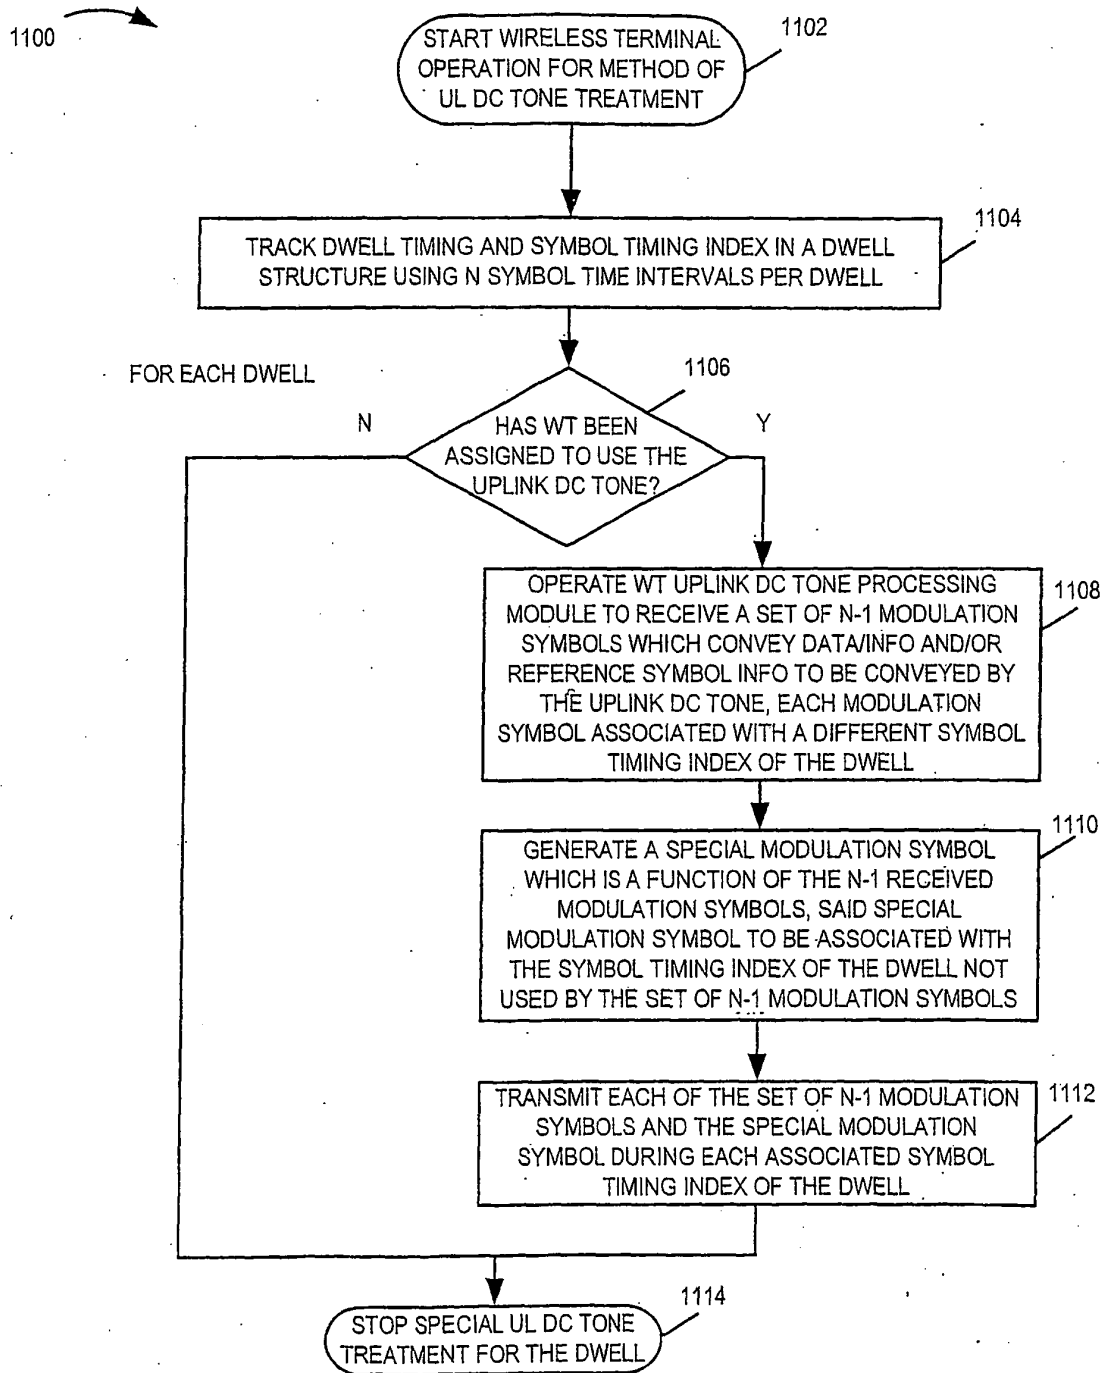 1100
START WIRELESS TERMINAL
OPERATION FOR METHOD OF
UL DC TONE TREATMENT
1102
TRACK DWELL TIMING AND SYMBOL TIMING INDEX IN A DWELL
STRUCTURE USING N SYMBOL TIME INTERVALS PER DWELL
1104
FOR EACH DWELL
1106
N
HAS WT BEEN
ASSIGNED TO USE THE
UPLINK DC TONE?
Y
OPERATE WT UPLINK DC TONE PROCESSING
MODULE TO RECEIVE A SET OF N-1 MODULATION
SYMBOLS WHICH CONVEY DATA/INFO AND/OR
REFERENCE SYMBOL INFO TO BE CONVEYED BY
THE UPLINK DC TONE, EACH MODULATION
SYMBOL ASSOCIATED WITH A DIFFERENT SYMBOL
TIMING INDEX OF THE DWELL
1108
GENERATE A SPECIAL MODULATION SYMBOL
WHICH IS A FUNCTION OF THE N-1 RECEIVED
MODULATION SYMBOLS, SAID SPECIAL
MODULATION SYMBOL TO BE ASSOCIATED WITH
THE SYMBOL TIMING INDEX OF THE DWELL NOT
USED BY THE SET OF N-1 MODULATION SYMBOLS
1110
TRANSMIT EACH OF THE SET OF N-1 MODULATION
SYMBOLS AND THE SPECIAL MODULATION
SYMBOL DURING EACH ASSOCIATED SYMBOL
TIMING INDEX OF THE DWELL
1112
STOP SPECIAL UL DC TONE
TREATMENT FOR THE DWELL
1114